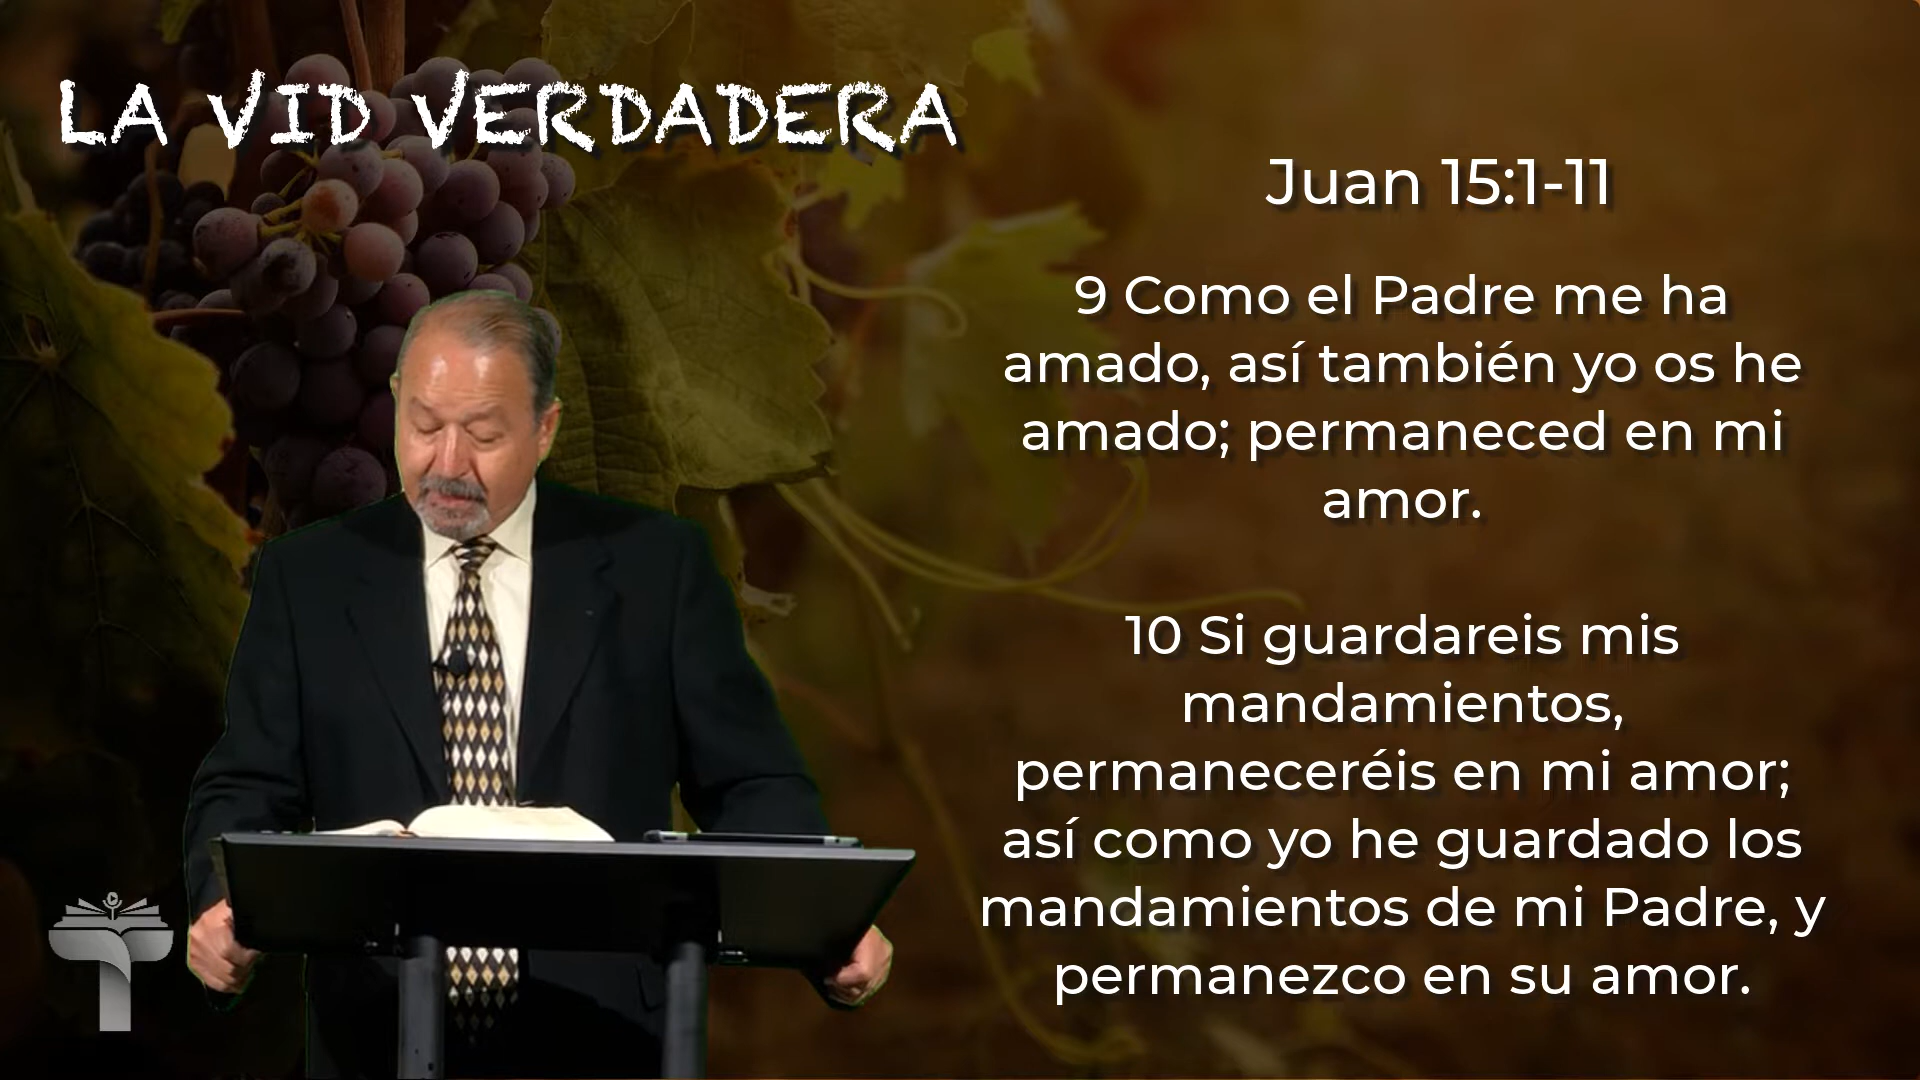 LA VID VERDADERA
Juan 15:1-11
9 Como el Padre me ha
amado, así también yo os he
amado; permaneced en mi
amor.
10 Si guardareis mis
mandamientos,
permaneceréis en mi amor;
así como yo he guardado los
mandamientos de mi Padre, y
permanezco en su amor.